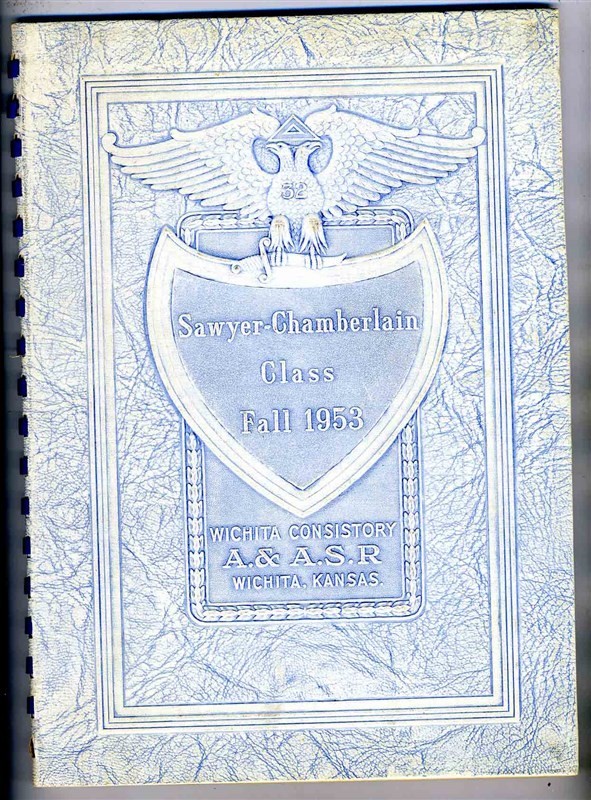 32
Sawyer-Chamberlain
Class
Fall 1953
WICHITA CONSISTORY
A. & A.S.R
WICHITA, KANSAS.